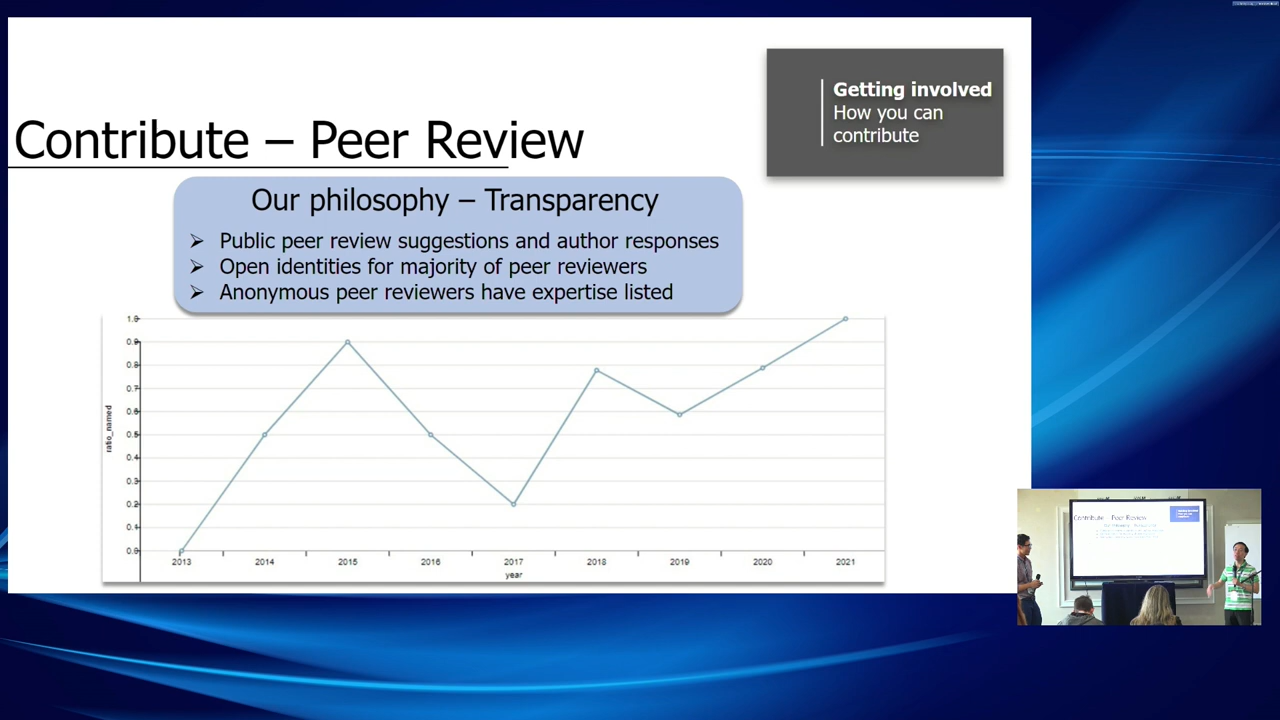 Getting involved
How you can
contribute
Contribute – Peer Review
Our philosophy – Transparency
Public peer review suggestions and author responses
Open identities for majority of peer reviewers
Anonymous peer reviewers have expertise listed
1.0
0.9
0.8
0.7
0.6
0.5
0.4
0.3
0.2
0.1
0.0
ratio_named
2013 2014 2015 2016 2017 2018 2019 2020 2021
year
Contribute – Peer Review